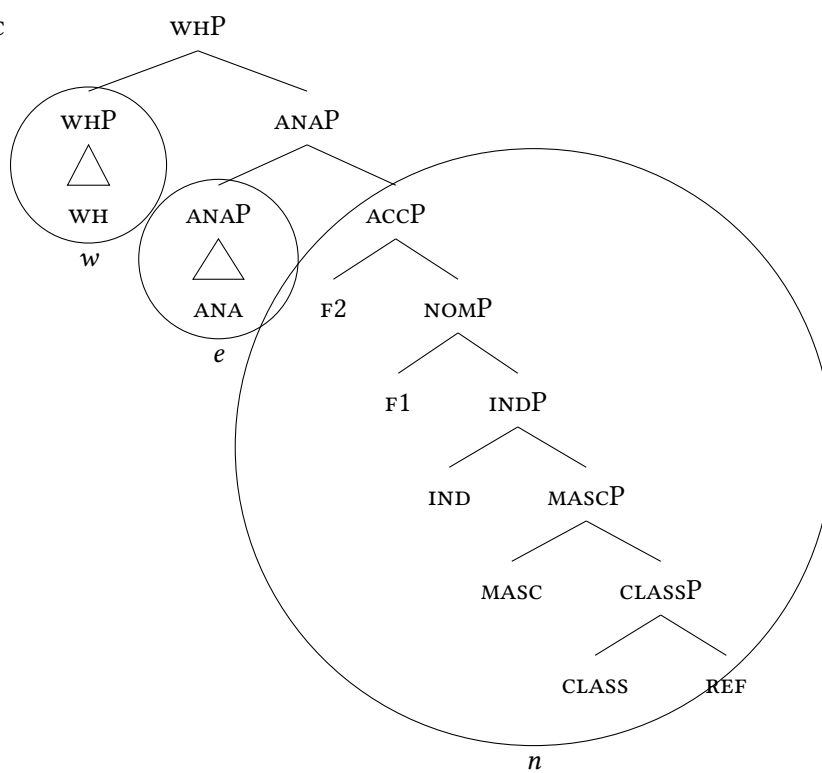 c
WHP
WHP
ANAP
WH
ANAP
ACCP
w
ANA
F2
NOMP
e
F1
INDP
IND
MASCP
MASC
CLASSP
CLASS
REF
n